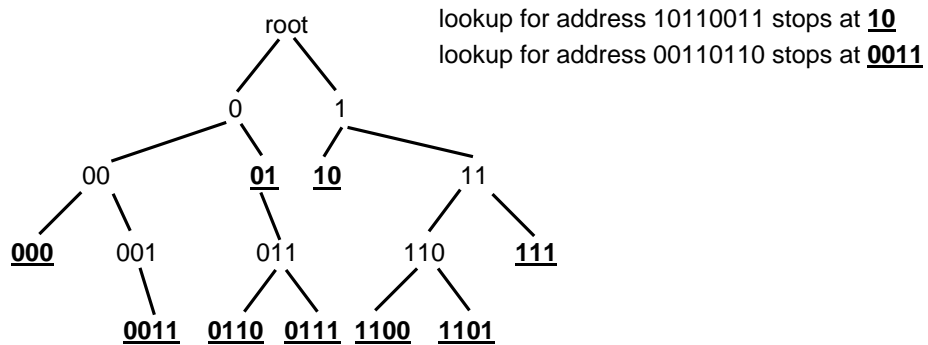 lookup for address 10110011 stops at 10
root
lookup for address 00110110 stops at 0011
0 1
00 01 10 11
000 001 011 110 111
0011 0110 0111 1100 1101